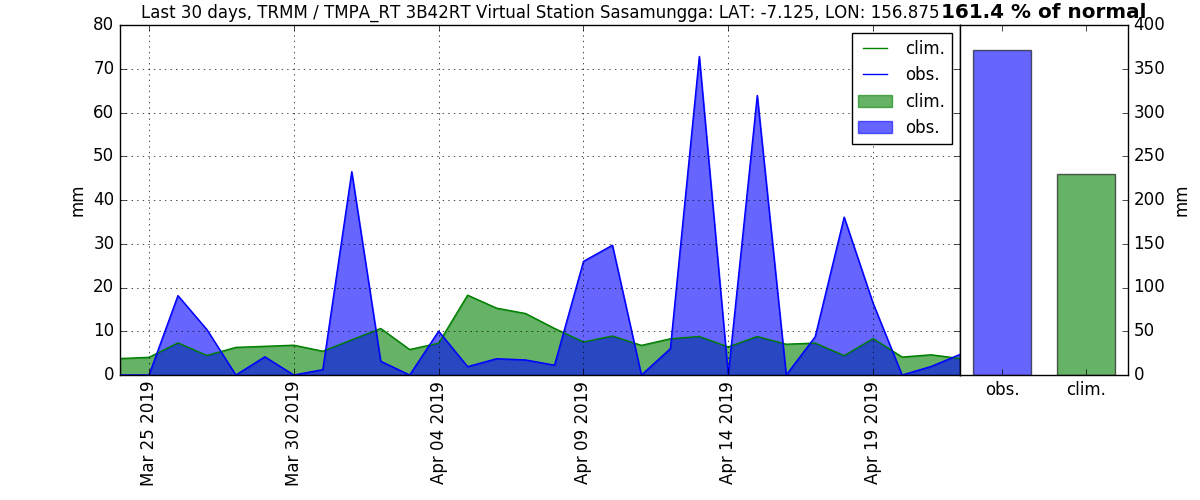 Last 30 days, TRMM / TMPA_RT 3B42RT Virtual Station Sasamungga: LAT: -7.125, LON: 156.875
161.4 % of normal
80
70
60
50
40
30
20
10
0
mm
clim.
obs.
clim.
obs.
400
350
300
250
200
150
100
50
0
mm
Mar 25 2019
Mar 30 2019
Apr 04 2019
Apr 09 2019
Apr 14 2019
Apr 19 2019
obs.
clim.